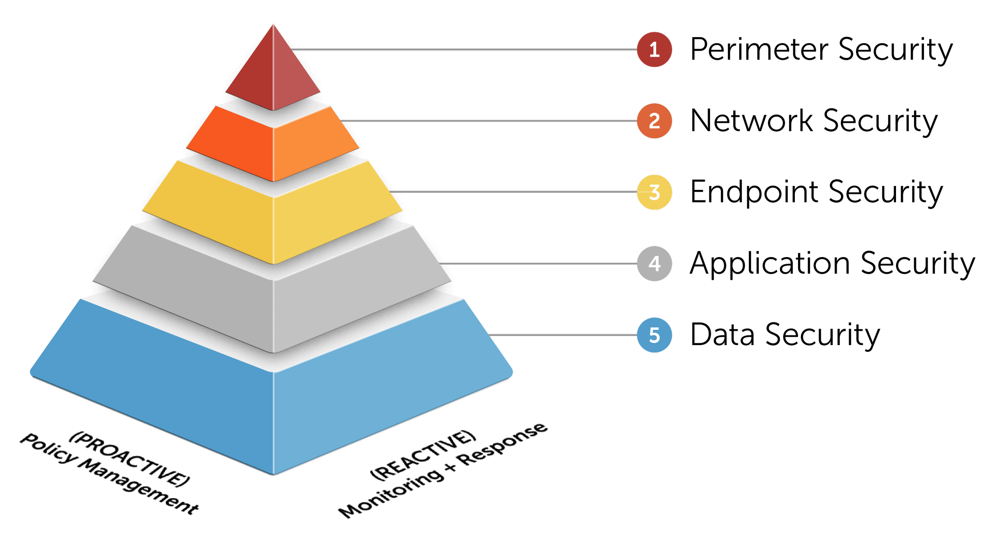 1 Perimeter Security
2 Network Security
3 Endpoint Security
4 Application Security
5 Data Security
(PROACTIVE)
Policy Management
(REACTIVE)
Monitoring + Response